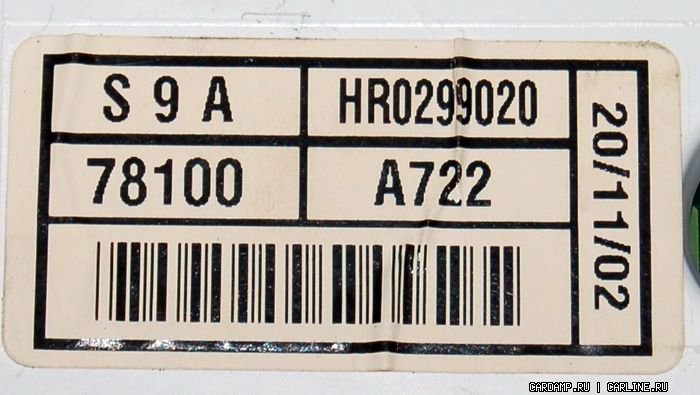 S 9 A
HR0299020
78100
A722
20/11/02
CARDAMP.RU | CARLINE.RU